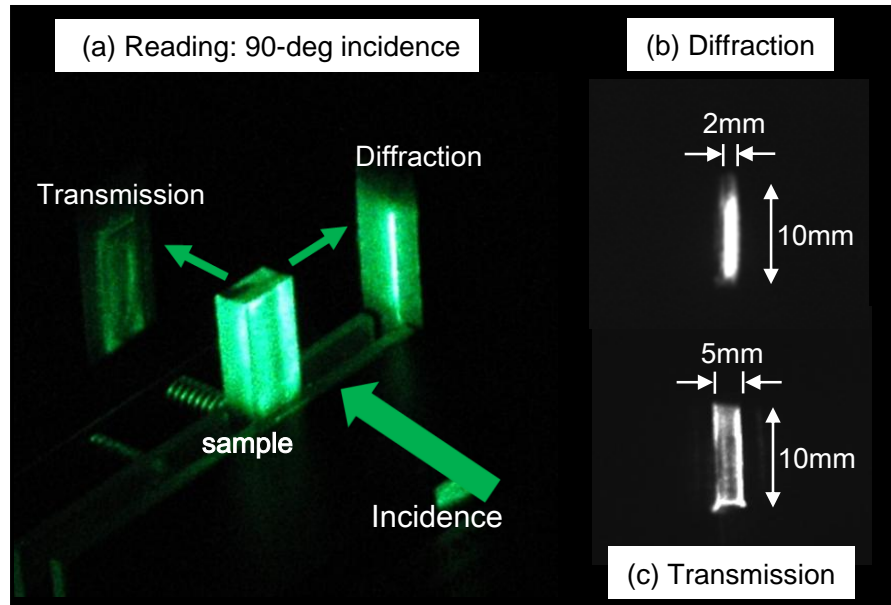 (a) Reading: 90-deg incidence
Transmission
Diffraction
sample
Incidence
(b) Diffraction
2mm
10mm
5mm
10mm
(c) Transmission